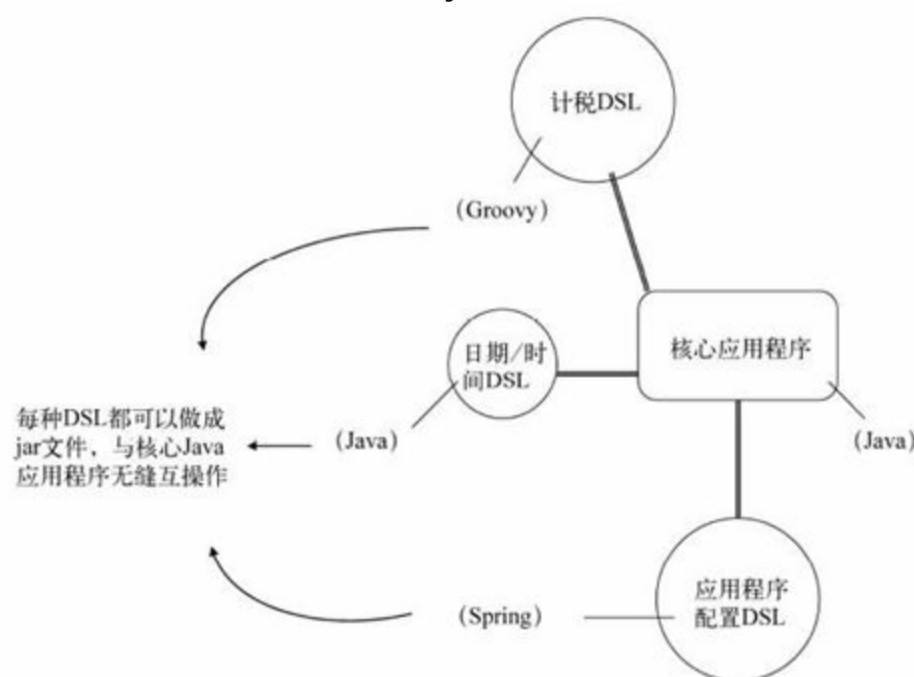 计税DSL
（Groovy）
日期/时
间DSL
核心应用程序
每种DSL都可以做成
jar文件，与核心Java
应用程序无缝互操作
（Java）
（Java）
应用程序
配置DSL
（Spring）